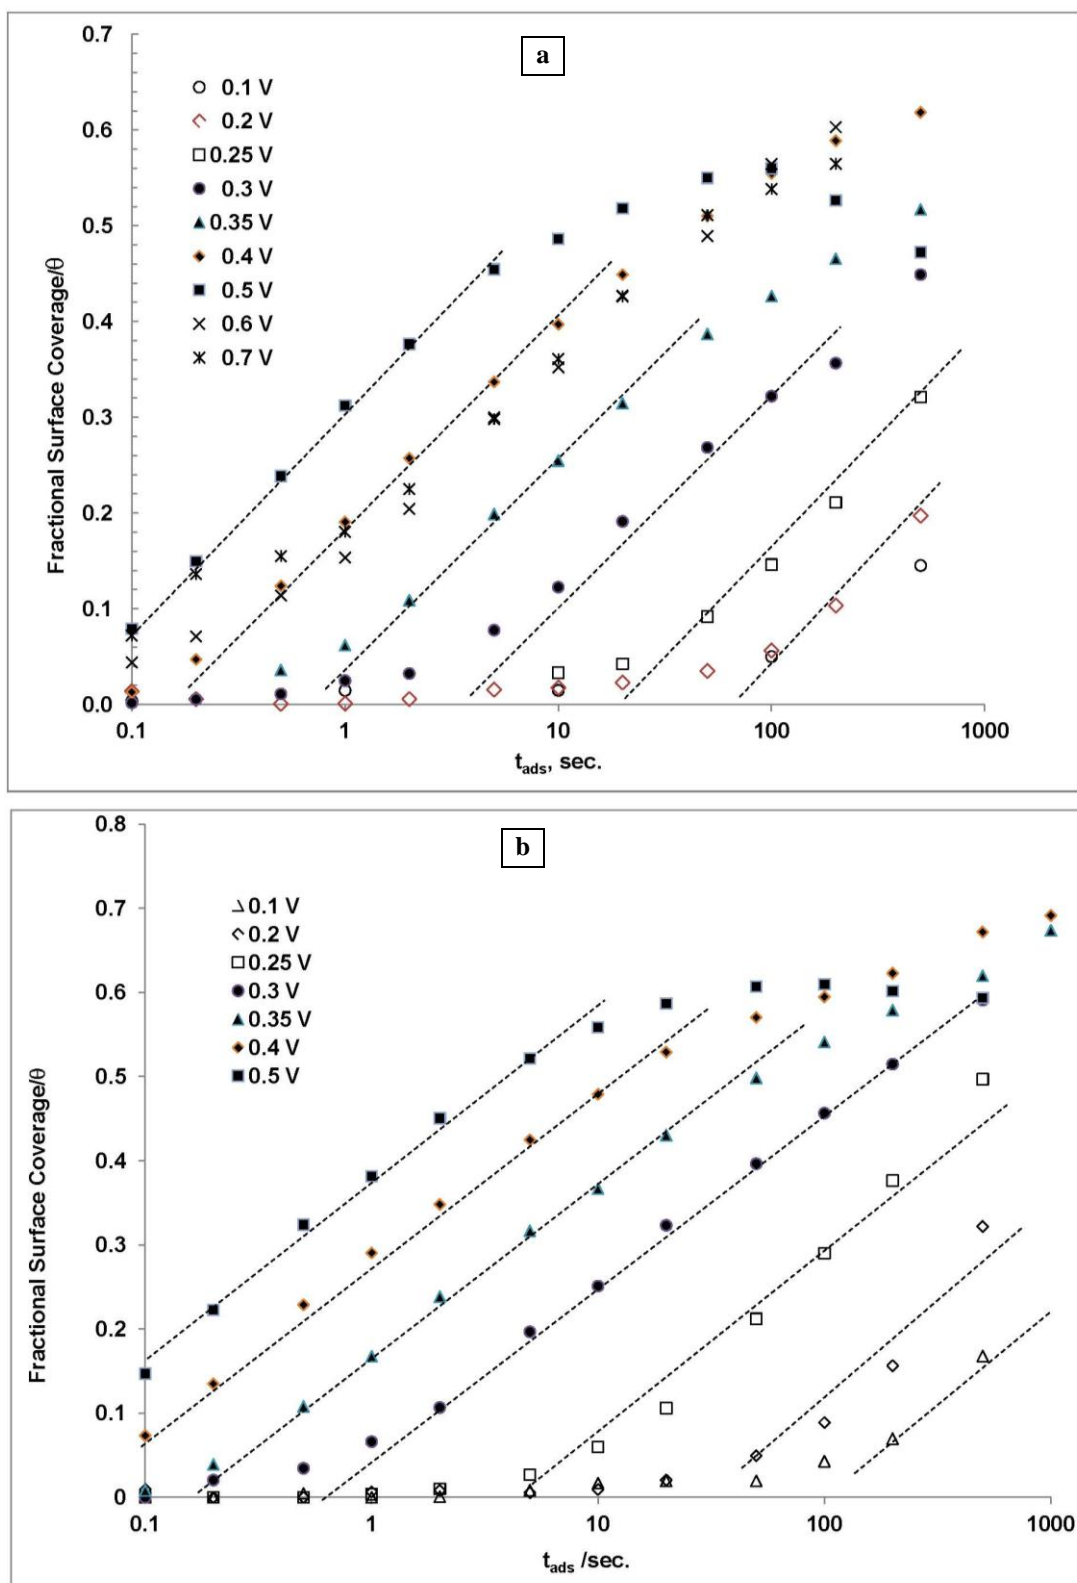 a
0.7
0.6
0.5
0.4
0.3
0.2
0.1
0.0
Fractional Surface Coverage/θ
0.1 V
0.2 V
0.25 V
0.3 V
0.35 V
0.4 V
0.5 V
0.6 V
0.7 V
0.1
1
10
100
1000
tads, sec.
b
0.8
0.7
0.6
0.5
0.4
0.3
0.2
0.1
0
Fractional Surface Coverage/θ
0.1 V
0.2 V
0.25 V
0.3 V
0.35 V
0.4 V
0.5 V
0.1
1
10
100
1000
tads /sec.